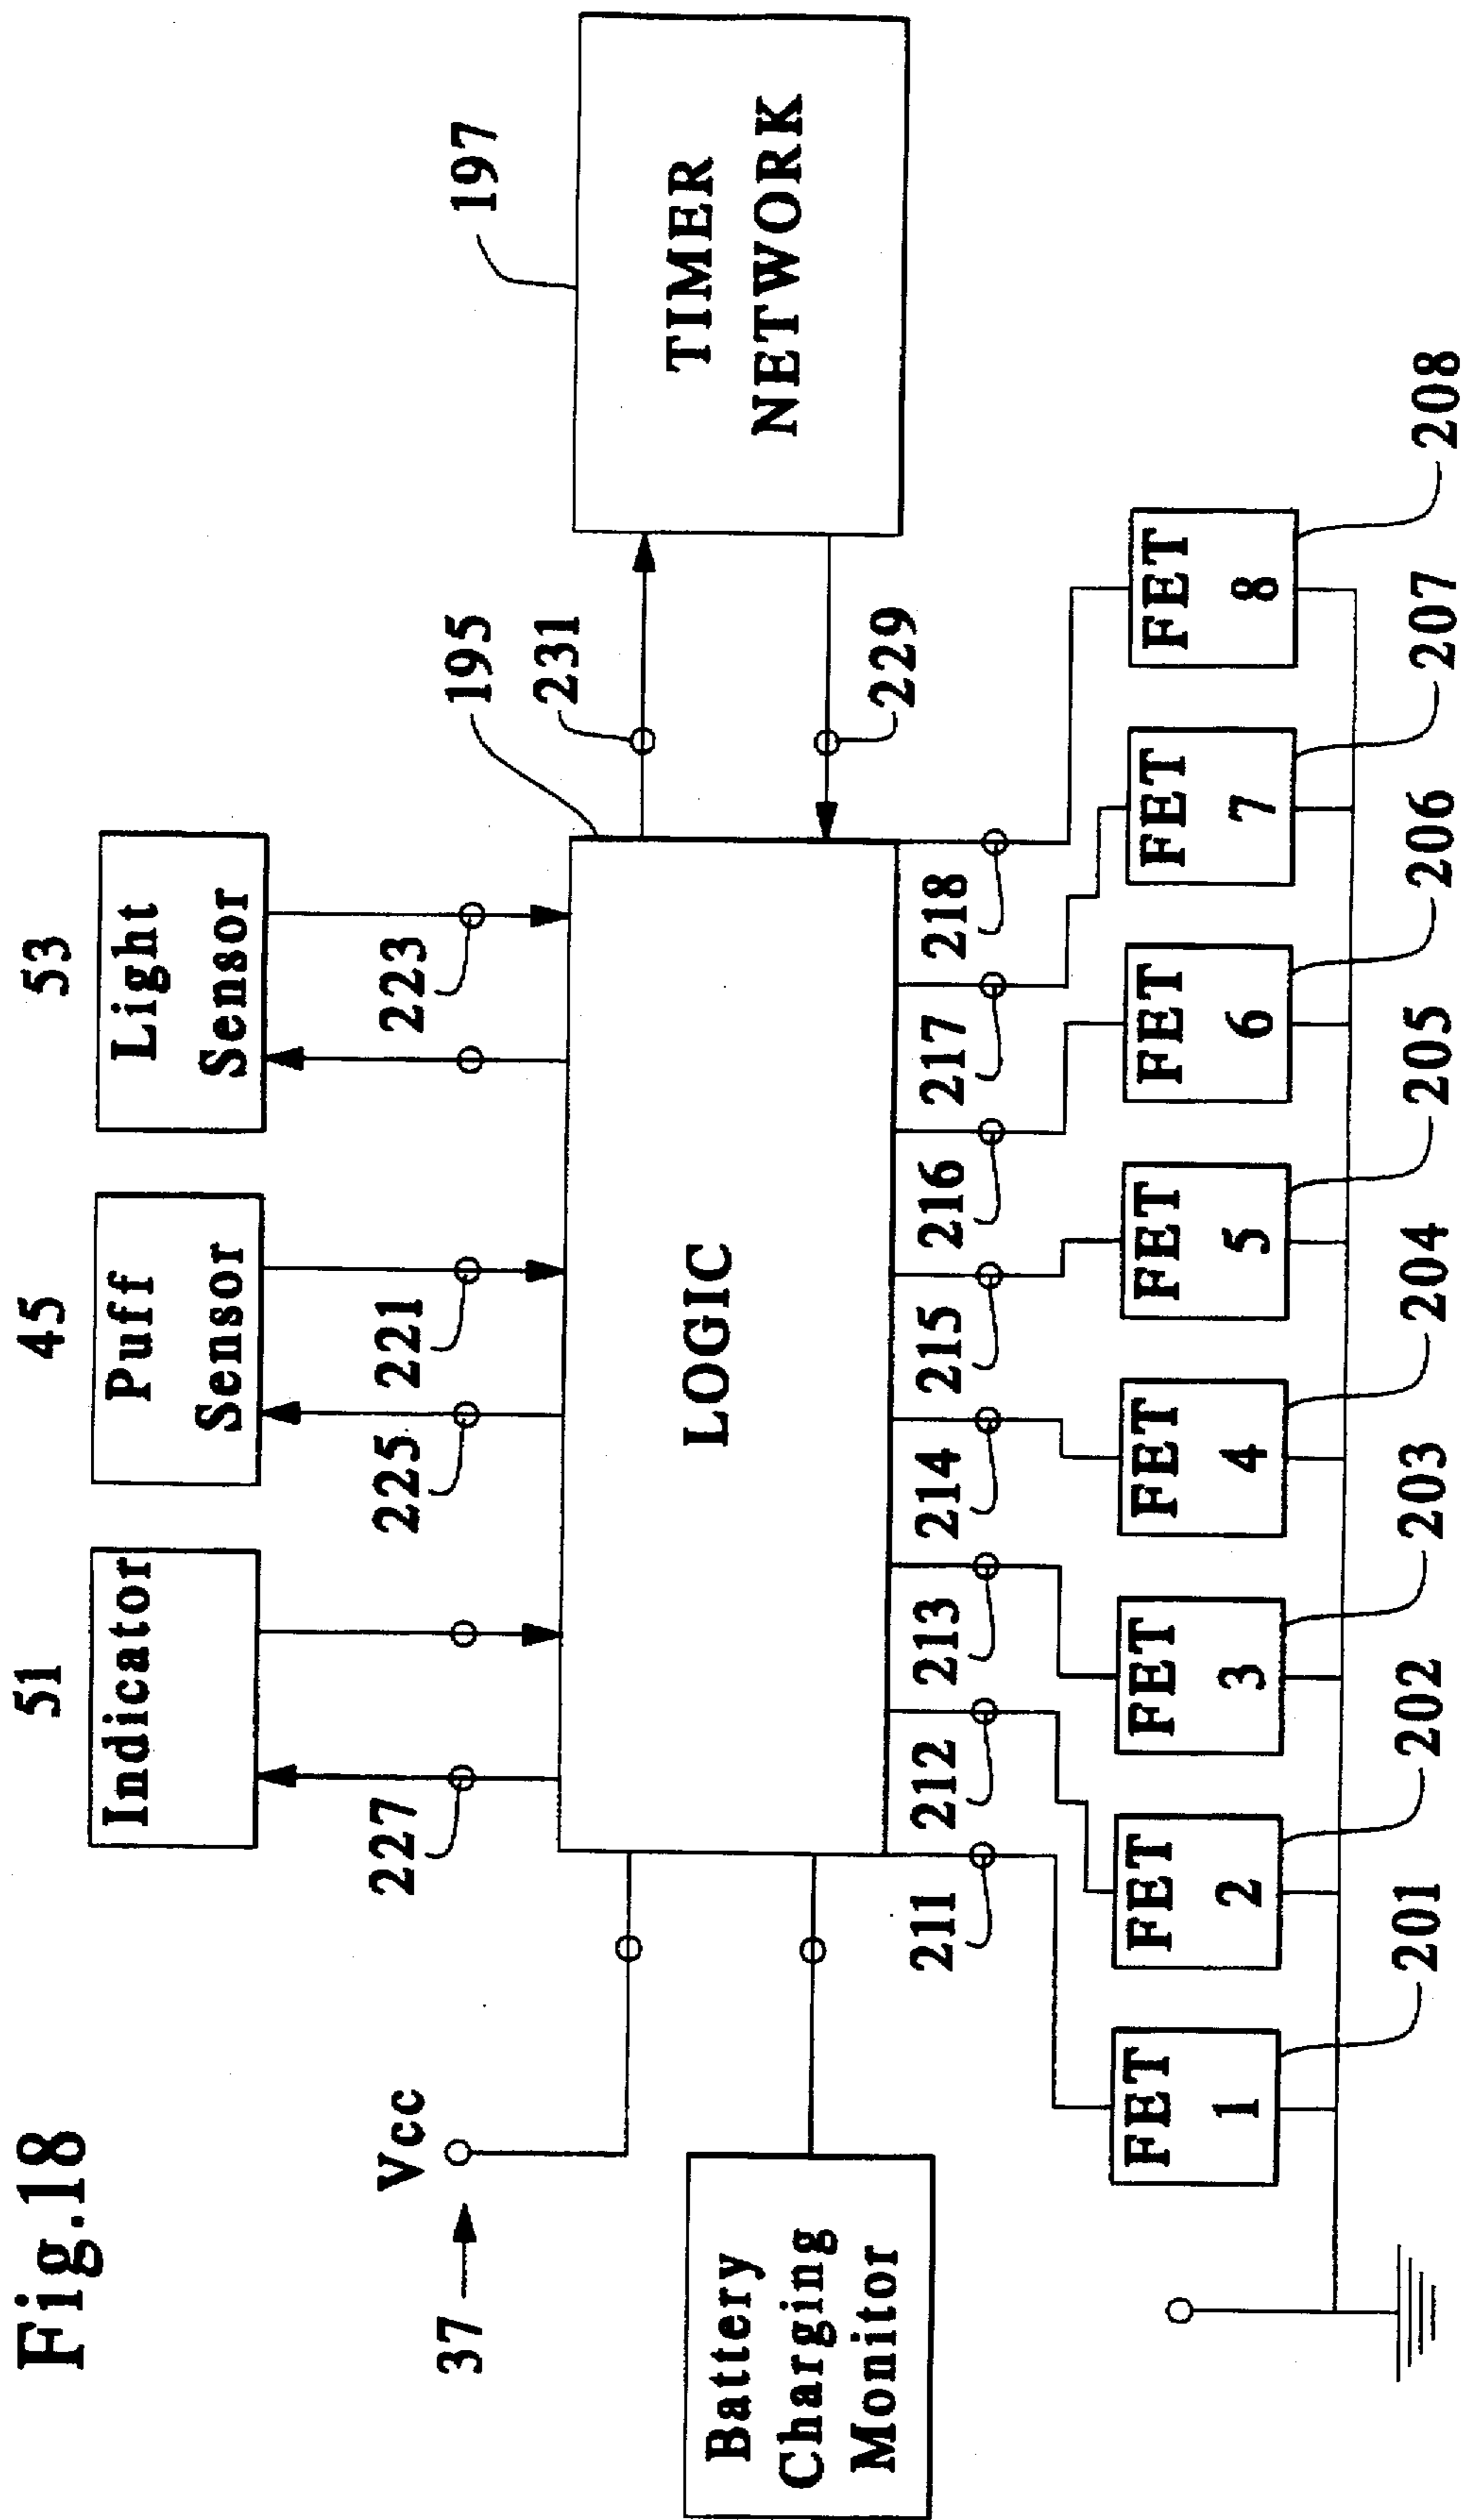 Fig.18
51
45
53
Indicator
Puff
Sensor
Light
Sensor
37
Vcc
227
225
221
223
195
197
231
229
LOGIC
TIMER
NETWORK
Battery
Charging
Monitor
211
212
213
214
215
216
217
218
FET
1
FET
2
FET
3
FET
4
FET
5
FET
6
FET
7
FET
8
201
202
203
204
205
206
207
208